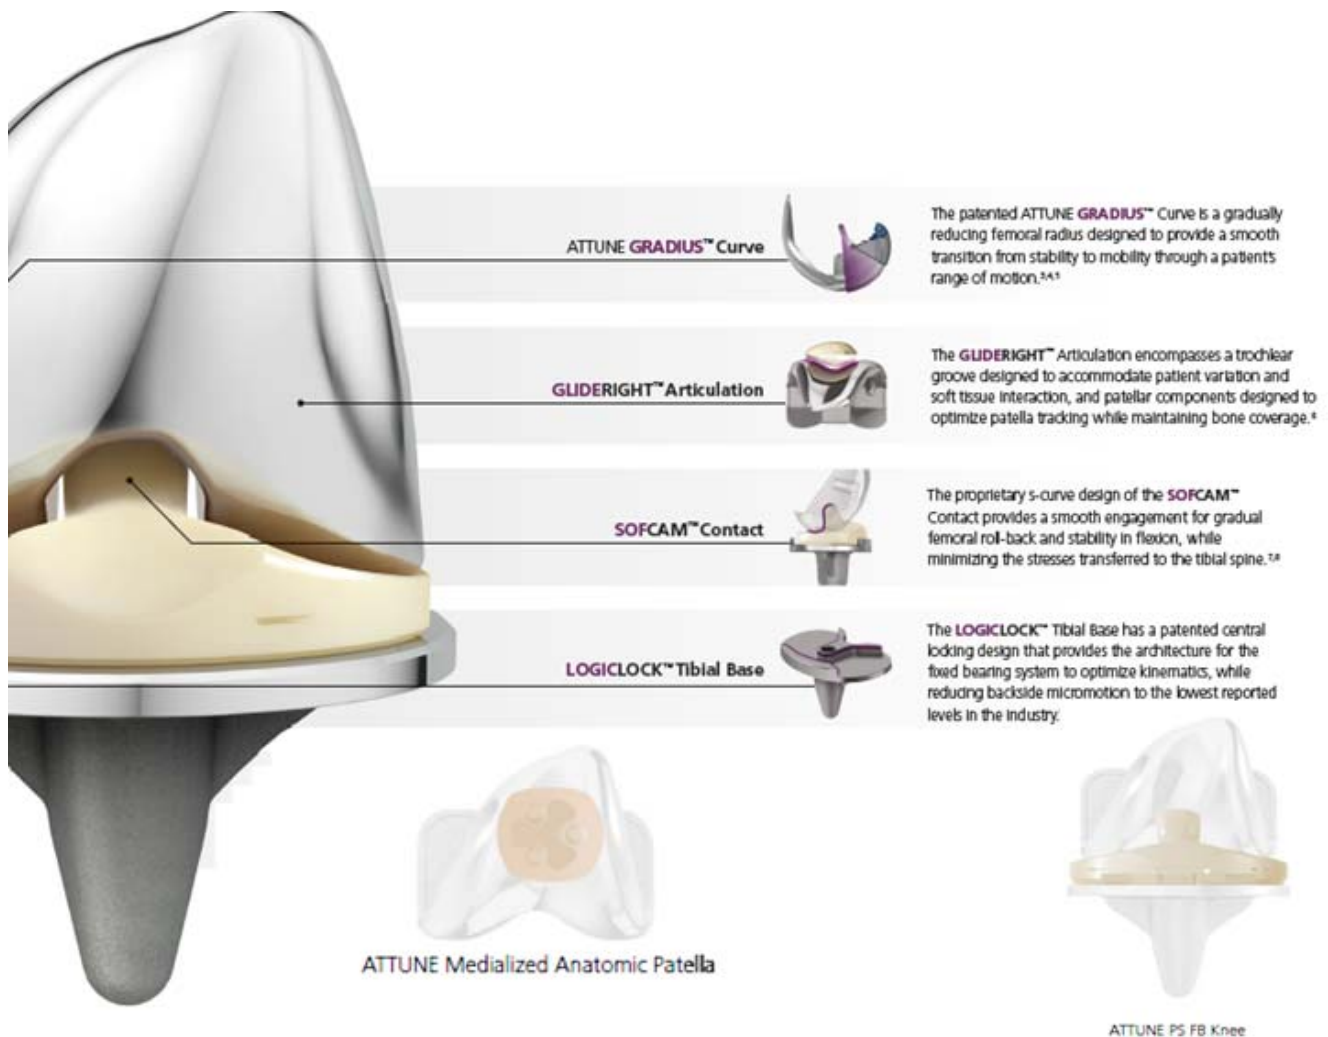 ATTUNE GRADIUS™ Curve
The patented ATTUNE GRADIUS™ Curve is a gradually
reducing femoral radius designed to provide a smooth
transition from stability to mobility through a patient's
range of motion.³,⁴,⁵
GLIDERIGHT™ Articulation
The GLIDERIGHT™ Articulation encompasses a trochlear
groove designed to accommodate patient variation and
soft tissue interaction, and patellar components designed to
optimize patella tracking while maintaining bone coverage.⁶
SOFCAM™ Contact
The proprietary s-curve design of the SOFCAM™
Contact provides a smooth engagement for gradual
femoral roll-back and stability in flexion, while
minimizing the stresses transferred to the tibial spine.⁷,⁸
LOGICLOCK™ Tibial Base
The LOGICLOCK™ Tibial Base has a patented central
locking design that provides the architecture for the
fixed bearing system to optimize kinematics, while
reducing backside micromotion to the lowest reported
levels in the industry.
ATTUNE Medialized Anatomic Patella
ATTUNE PS FB Knee